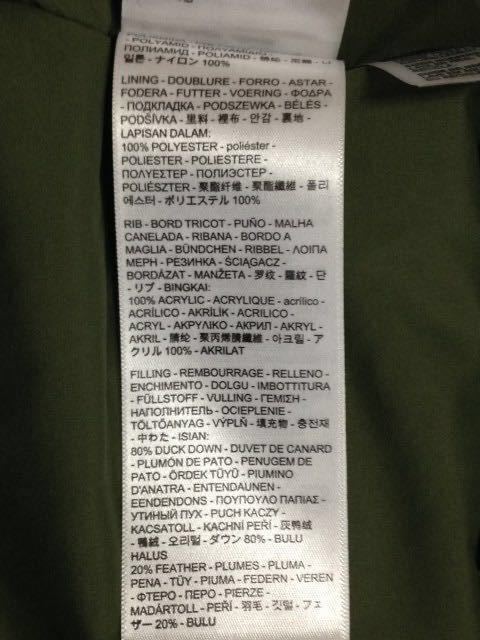 POLYAMID - ПОЛИАМИД - POLIAMID
일론 - ナイロン 100%
LINING - DOUBLURE - FORRO - ASTAR -
FODERA - FUTTER - VOERING - ΦΟΔΡΑ
- ПОДКЛАДКА - PODSZEWKA - BÉLÉS -
PODŠÍVKA - 里料 - 裡布 - 안감 - 裏地 -
LAPISAN DALAM:
100% POLYESTER - poliéster -
POLIESTER - POLIESTERE -
ΠΟΛΥΕΣΤΕΡ - ПОЛИЭСТЕР -
POLIÉSZTER - 聚酯纤维 - 聚酯纖維 - 폴리
에스터 - ポリエステル 100%
RIB - BORD TRICOT - PUÑO - MALHA
CANELADA - RIBANA - BORDO A
MAGLIA - BÜNDCHEN - RIBBEL - ΛΟΙΠΑ
ΜΕΡΗ - РЕЗИНКА - ŚCIĄGACZ -
BORDÁZAT - MANŽETA - 罗纹 - 羅紋 - 단
- リブ - BINGKAI:
100% ACRYLIC - ACRYLIQUE - acrílico -
ACRÍLICO - AKRİLİK - ACRILICO -
ACRYL - ΑΚΡΥΛΙΚΟ - АКРИЛ - AKRYL -
AKRIL - 腈纶 - 聚丙烯腈纖維 - 아크릴 - ア
クリル 100% - AKRILAT
FILLING - REMBOURRAGE - RELLENO -
ENCHIMENTO - DOLGU - IMBOTTITURA
- FÜLLSTOFF - VULLING - ΓΕΜΙΣΗ -
НАПОЛНИТЕЛЬ - OCIEPLENIE -
TÖLTŐANYAG - VÝPLŇ - 填充物 - 충전재
- 中わた - ISIAN:
80% DUCK DOWN - DUVET DE CANARD
- PLUMÓN DE PATO - PENUGEM DE
PATO - ÖRDEK TÜYÜ - PIUMINO
D'ANATRA - ENTENDAUNEN -
EENDENDONS - ΠΟΥΠΟΥΛΟ ΠΑΠΙΑΣ -
УТИНЫЙ ПУХ - PUCH KACZY -
KACSATOLL - KACHNÍ PEŘÍ - 灰鸭绒
- 鴨絨 - 오리털 - ダウン 80% - BULU
HALUS
20% FEATHER - PLUMES - PLUMA -
PENA - TÜY - PIUMA - FEDERN - VEREN
- ΦΤΕΡΟ - ПЕРО - PIERZE -
MADÁRTOLL - PEŘÍ - 羽毛 - 깃털 - フェ
ザー 20% - BULU